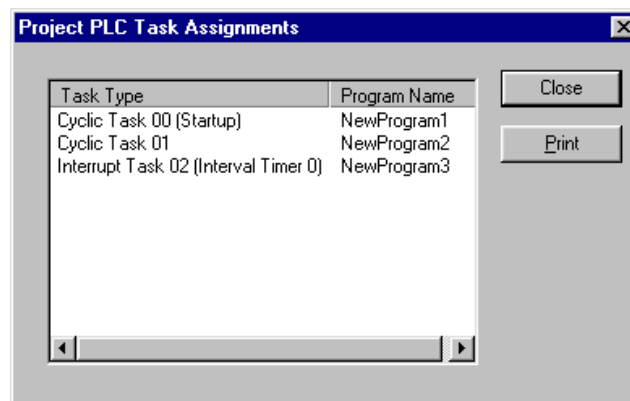 Project PLC Task Assignments
Task Type Program Name
Cyclic Task 00 (Startup) NewProgram1
Cyclic Task 01 NewProgram2
Interrupt Task 02 (Interval Timer 0) NewProgram3
Close
Print